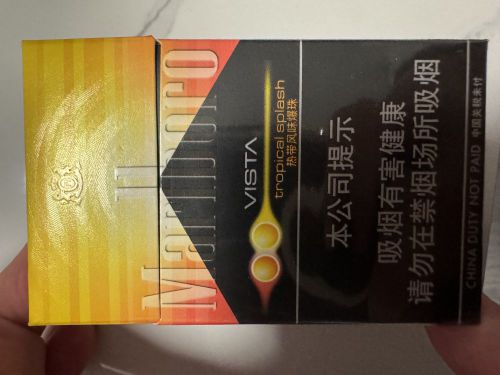 Marlboro
VISTA
tropical splash
热带风味爆珠
本公司提示
吸烟有害健康
请勿在禁烟场所吸烟
CHINA DUTY NOT PAID 中国关税未付